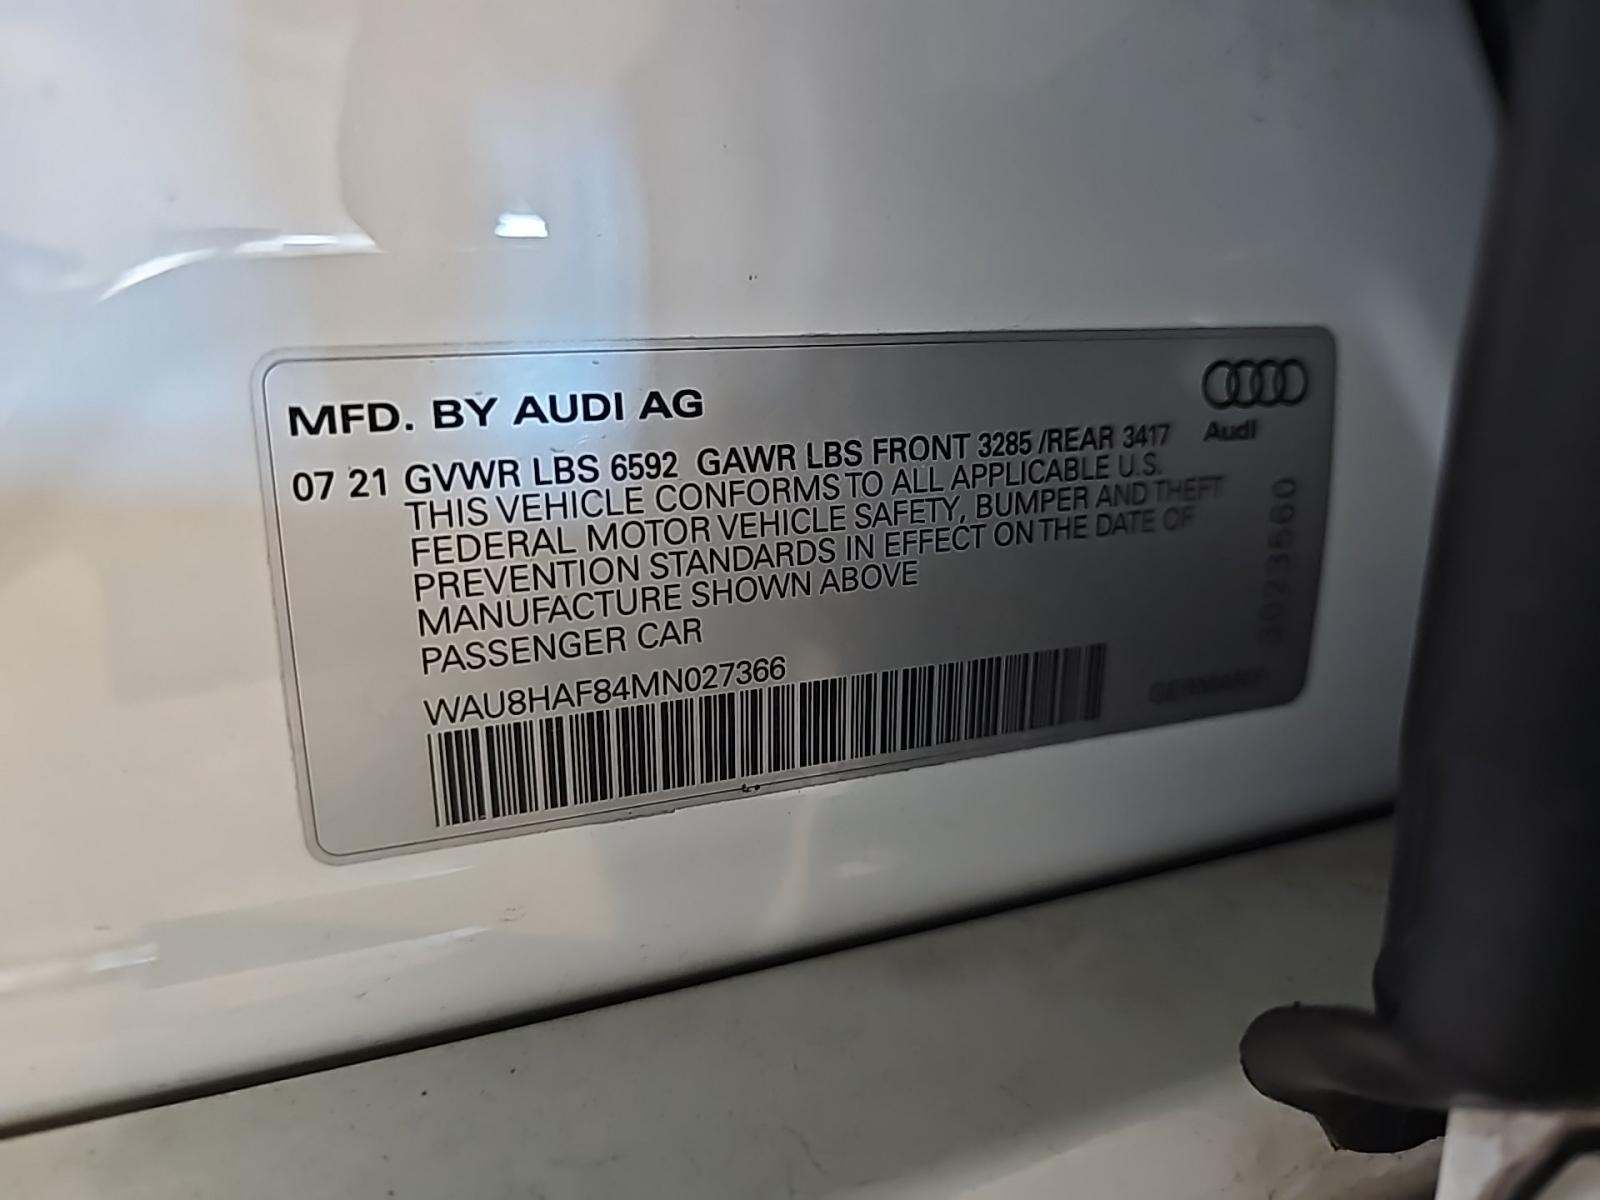 MFD. BY AUDI AG
Audi
07 21 GVWR LBS 6592 GAWR LBS FRONT 3285 /REAR 3417
THIS VEHICLE CONFORMS TO ALL APPLICABLE U.S.
FEDERAL MOTOR VEHICLE SAFETY, BUMPER AND THEFT
PREVENTION STANDARDS IN EFFECT ON THE DATE OF
MANUFACTURE SHOWN ABOVE
PASSENGER CAR
WAU8HAF84MN027366